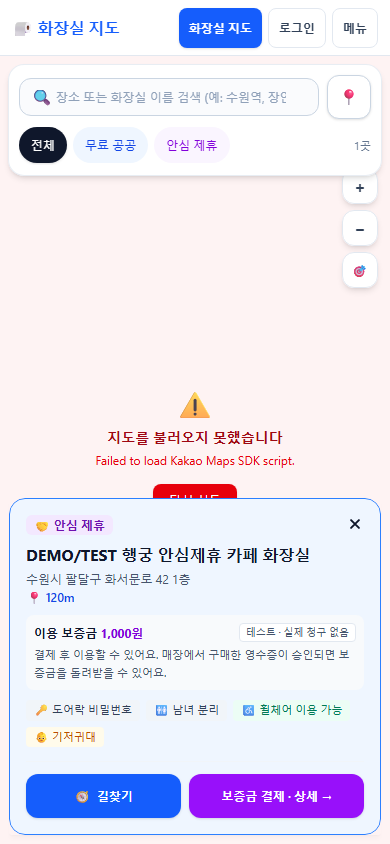 화장실 지도
화장실 지도
로그인
메뉴
장소 또는 화장실 이름 검색 (예: 수원역, 장안
전체
무료 공공
안심 제휴
1곳
+
−
지도를 불러오지 못했습니다
Failed to load Kakao Maps SDK script.
안심 제휴
✕
DEMO/TEST 행궁 안심제휴 카페 화장실
수원시 팔달구 화서문로 42 1층
120m
이용 보증금 1,000원
테스트 · 실제 청구 없음
결제 후 이용할 수 있어요. 매장에서 구매한 영수증이 승인되면 보
증금을 돌려받을 수 있어요.
도어락 비밀번호
남녀 분리
휠체어 이용 가능
기저귀대
길찾기
보증금 결제 · 상세 →